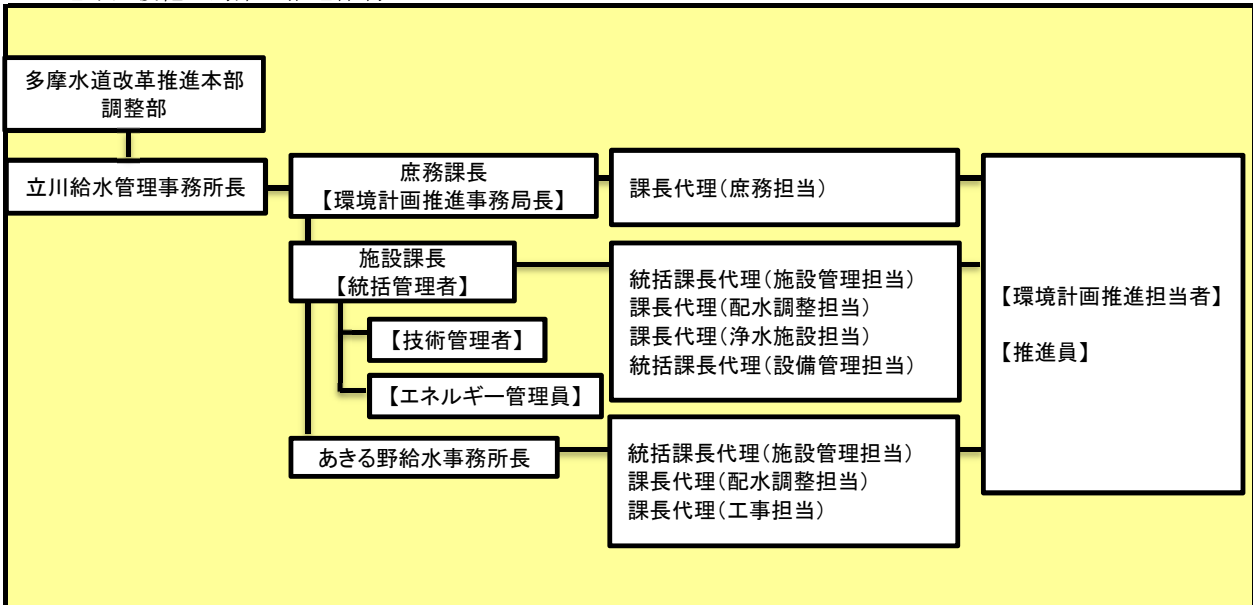 多摩水道改革推進本部
調整部
立川給水管理事務所長
庶務課長
【環境計画推進事務局長】
課長代理(庶務担当)
施設課長
【統括管理者】
【技術管理者】
【エネルギー管理員】
統括課長代理(施設管理担当)
課長代理(配水調整担当)
課長代理(浄水施設担当)
統括課長代理(設備管理担当)
あきる野給水事務所長
統括課長代理(施設管理担当)
課長代理(配水調整担当)
課長代理(工事担当)
【環境計画推進担当者】
【推進員】